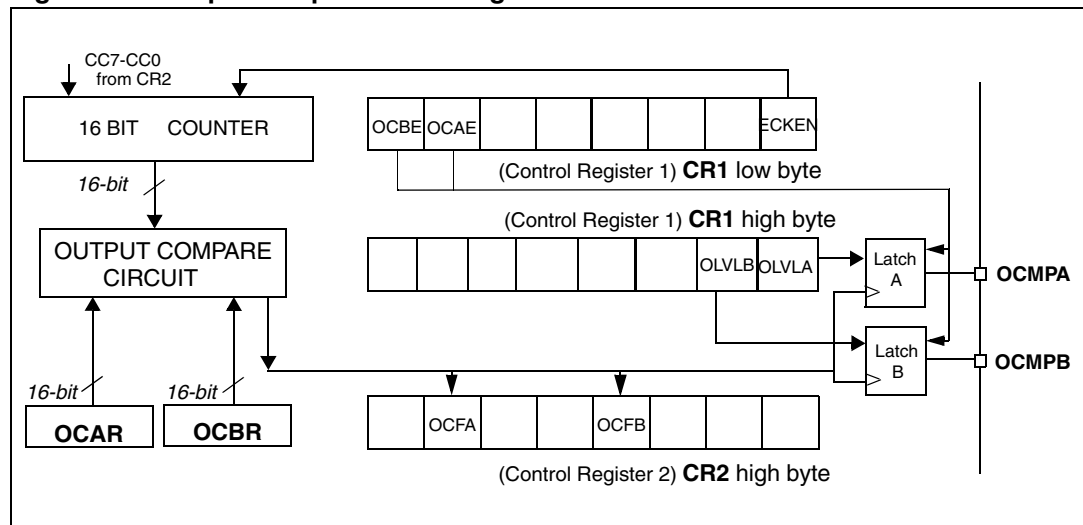 CC7-CC0
from CR2
16 BIT COUNTER
OCBE OCAE ECKEN
(Control Register 1) CR1 low byte
16-bit
(Control Register 1) CR1 high byte
OUTPUT COMPARE
CIRCUIT
OLVLB OLVLA
Latch
A
OCMPA
Latch
B
OCMPB
16-bit
16-bit
OCAR
OCBR
OCFA OCFB
(Control Register 2) CR2 high byte